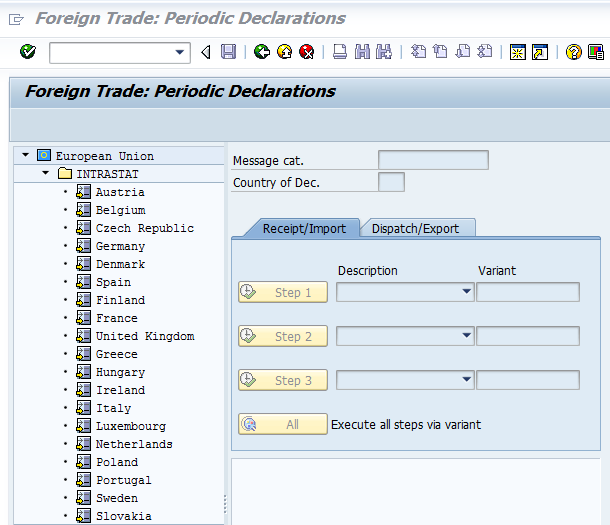 Foreign Trade: Periodic Declarations
Foreign Trade: Periodic Declarations
European Union
INTRASTAT
Austria
Belgium
Czech Republic
Germany
Denmark
Spain
Finland
France
United Kingdom
Greece
Hungary
Ireland
Italy
Luxembourg
Netherlands
Poland
Portugal
Sweden
Slovakia
Message cat.
Country of Dec.
Receipt/Import Dispatch/Export
Description Variant
Step 1
Step 2
Step 3
All Execute all steps via variant